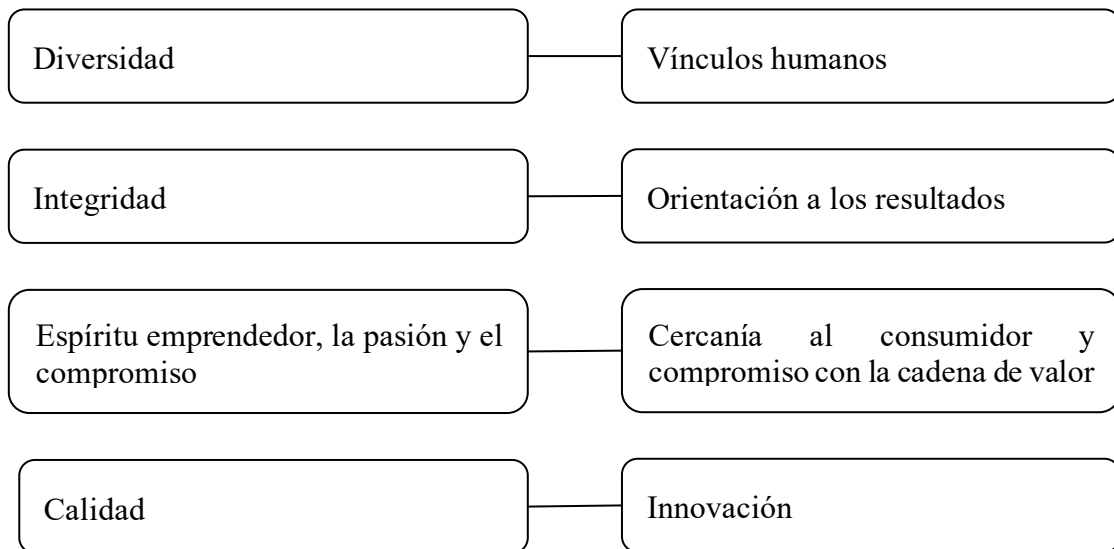 Diversidad
Vínculos humanos
Integridad
Orientación a los resultados
Espíritu emprendedor, la pasión y el
compromiso
Cercanía al consumidor y
compromiso con la cadena de valor
Calidad
Innovación